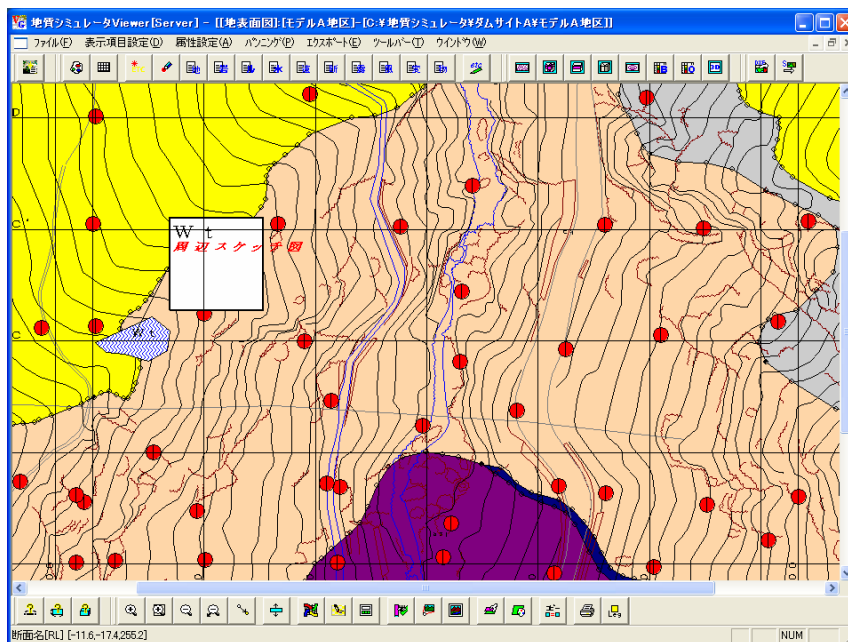 地質シミュレータViewer[Server] - [[地表面図]:[モデルA地区]-[C:¥地質シミュレータ¥ダムサイトA¥モデルA地区]]
ファイル(F) 表示項目設定(D) 属性設定(A) パンニング(P) エクスポート(E) ツールバー(T) ウインドウ(W)
D
C'
W t
周辺スケッチ図
C
断面名[RL] [-11.6,-17.4,255.2]
NUM